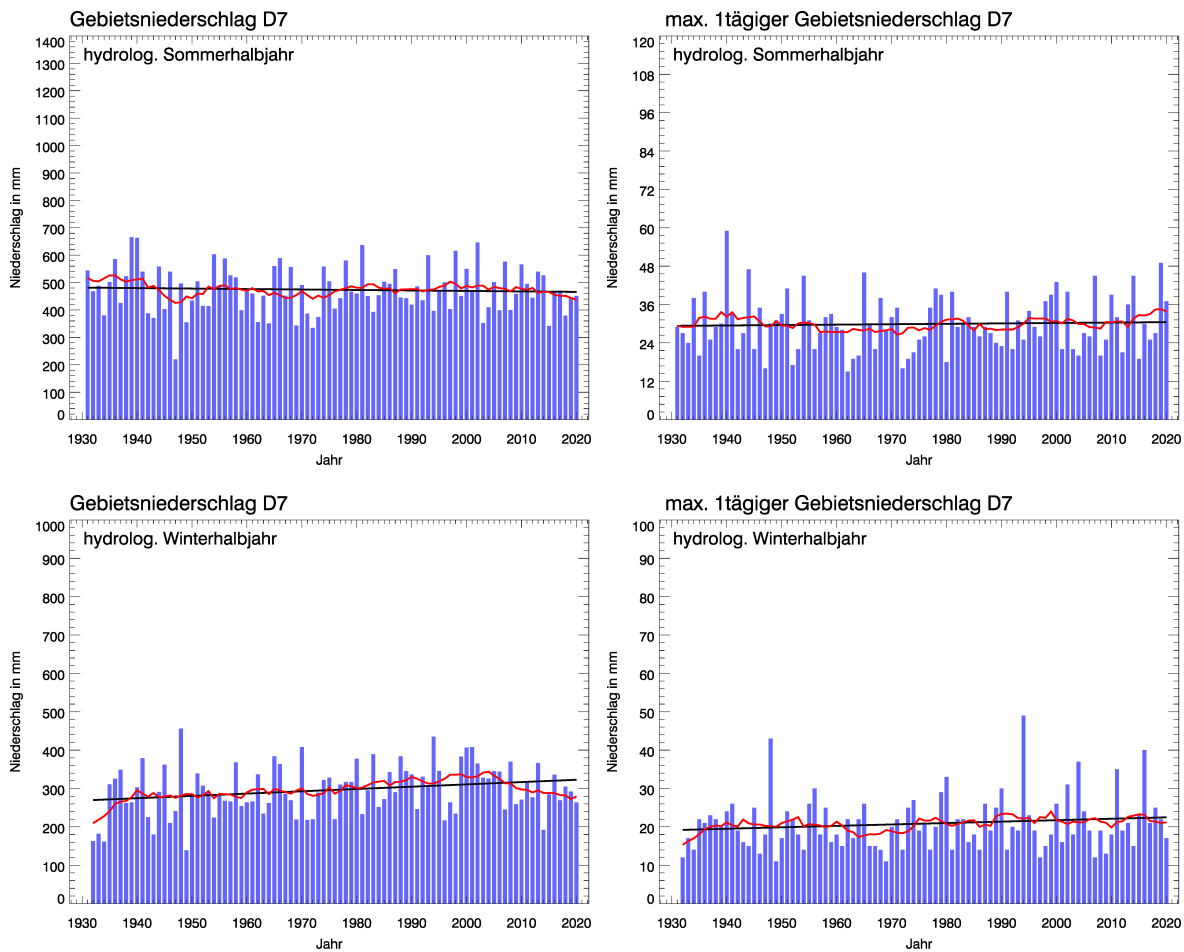 Gebietsniederschlag D7
hydrolog. Sommerhalbjahr
Niederschlag in mm
1400
1300
1200
1100
1000
900
800
700
600
500
400
300
200
100
0
1930 1940 1950 1960 1970 1980 1990 2000 2010 2020
Jahr
max. 1tägiger Gebietsniederschlag D7
hydrolog. Sommerhalbjahr
Niederschlag in mm
120
108
96
84
72
60
48
36
24
12
0
1930 1940 1950 1960 1970 1980 1990 2000 2010 2020
Jahr
Gebietsniederschlag D7
hydrolog. Winterhalbjahr
Niederschlag in mm
1000
900
800
700
600
500
400
300
200
100
0
1930 1940 1950 1960 1970 1980 1990 2000 2010 2020
Jahr
max. 1tägiger Gebietsniederschlag D7
hydrolog. Winterhalbjahr
Niederschlag in mm
100
90
80
70
60
50
40
30
20
10
0
1930 1940 1950 1960 1970 1980 1990 2000 2010 2020
Jahr